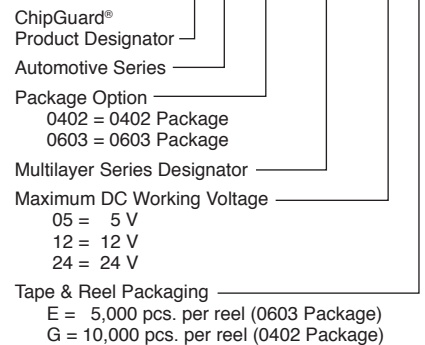 ChipGuard®
Product Designator
Automotive Series
Package Option
0402 = 0402 Package
0603 = 0603 Package
Multilayer Series Designator
Maximum DC Working Voltage
05 = 5 V
12 = 12 V
24 = 24 V
Tape & Reel Packaging
E = 5,000 pcs. per reel (0603 Package)
G = 10,000 pcs. per reel (0402 Package)